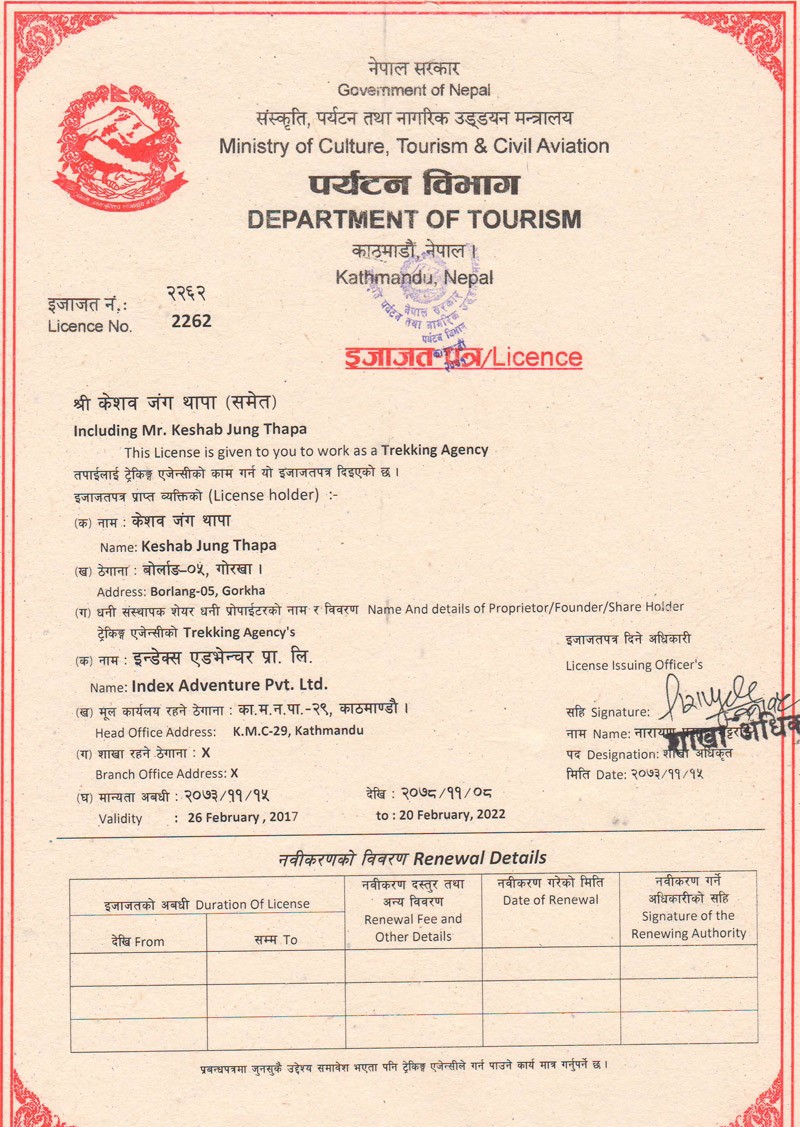 नेपाल सरकार
Government of Nepal
संस्कृति, पर्यटन तथा नागरिक उड्डयन मन्त्रालय
Ministry of Culture, Tourism & Civil Aviation
पर्यटन विभाग
DEPARTMENT OF TOURISM
काठमाडौं, नेपाल ।
Kathmandu, Nepal
इजाजत नं.: २२६२
Licence No. 2262
नेपाल सरकार
पर्यटन विभाग
इजाजत पत्र/Licence
श्री केशव जंग थापा (समेत)
Including Mr. Keshab Jung Thapa
This License is given to you to work as a Trekking Agency
तपाईलाई ट्रेकिङ्ग एजेन्सीको काम गर्न यो इजाजतपत्र दिइएको छ ।
इजाजतपत्र प्राप्त व्यक्तिको (License holder) :-
(क) नाम : केशव जंग थापा
Name: Keshab Jung Thapa
(ख) ठेगाना : बोर्लाङ-०५, गोरखा ।
Address: Borlang-05, Gorkha
(ग) धनी संस्थापक शेयर धनी प्रोपाईटरको नाम र विवरण Name And details of Proprietor/Founder/Share Holder
ट्रेकिङ्ग एजेन्सीको Trekking Agency's
(क) नाम : इन्डेक्स एडभेन्चर प्रा. लि.
Name: Index Adventure Pvt. Ltd.
(ख) मूल कार्यलय रहने ठेगाना : का.म.न.पा.-२९, काठमाण्डौ ।
Head Office Address: K.M.C-29, Kathmandu
(ग) शाखा रहने ठेगाना : X
Branch Office Address: X
(घ) मान्यता अबधी : २०७३/११/१५ देखि : २०७८/११/०८
Validity : 26 February , 2017 to : 20 February, 2022
इजाजतपत्र दिने अधिकारी
License Issuing Officer's
सहि Signature:
नाम Name: नारायण
पद Designation: शाखा अधिकृत
शाखा अधिक
मिति Date: २०७३/११/१५
नवीकरणको विवरण Renewal Details
इजाजतको अबधी Duration Of License
देखि From
सम्म To
नवीकरण दस्तुर तथा
अन्य विवरण
Renewal Fee and
Other Details
नवीकरण गरेको मिति
Date of Renewal
नवीकरण गर्ने
अधिकारीको सहि
Signature of the
Renewing Authority
प्रबन्धपत्रमा जुनसुकै उद्देश्य समावेश भएता पनि ट्रेकिङ्ग एजेन्सीले गर्न पाउने कार्य मात्र गर्नुपर्ने छ ।